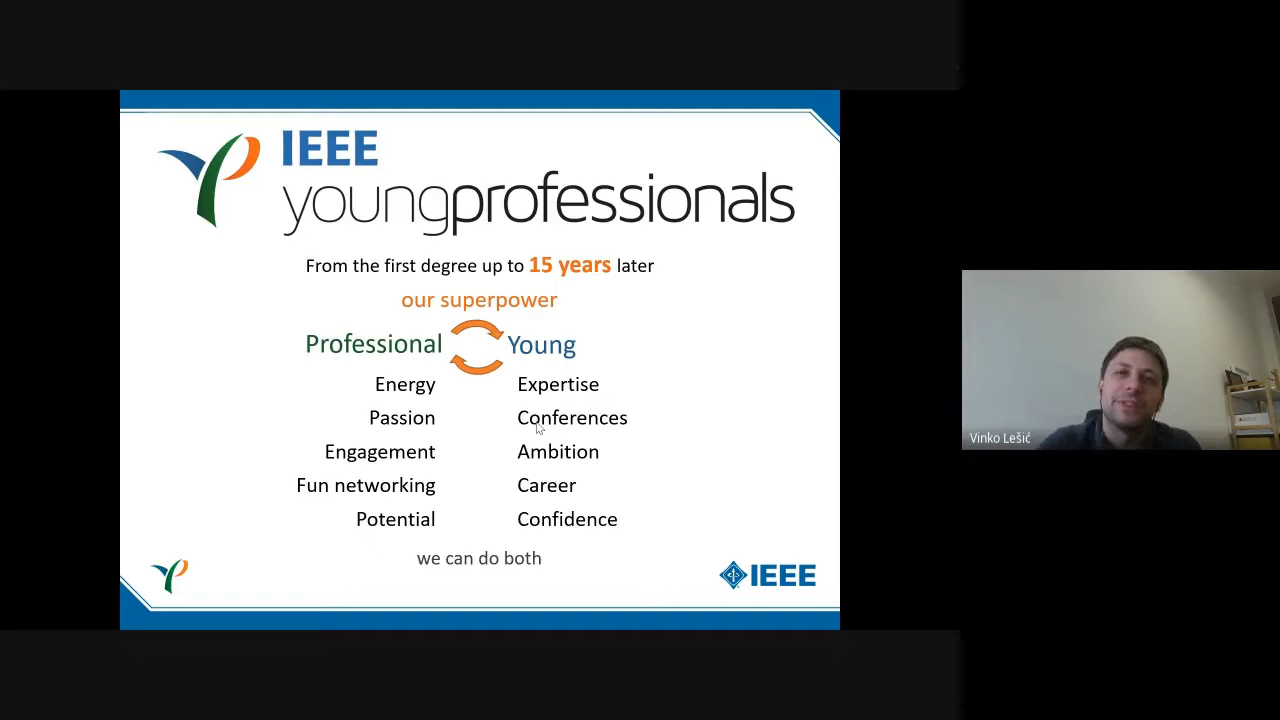 IEEE
youngprofessionals
From the first degree up to 15 years later
our superpower
Professional Young
Energy Expertise
Passion Conferences
Engagement Ambition
Fun networking Career
Potential Confidence
we can do both
IEEE
Vinko Lešić